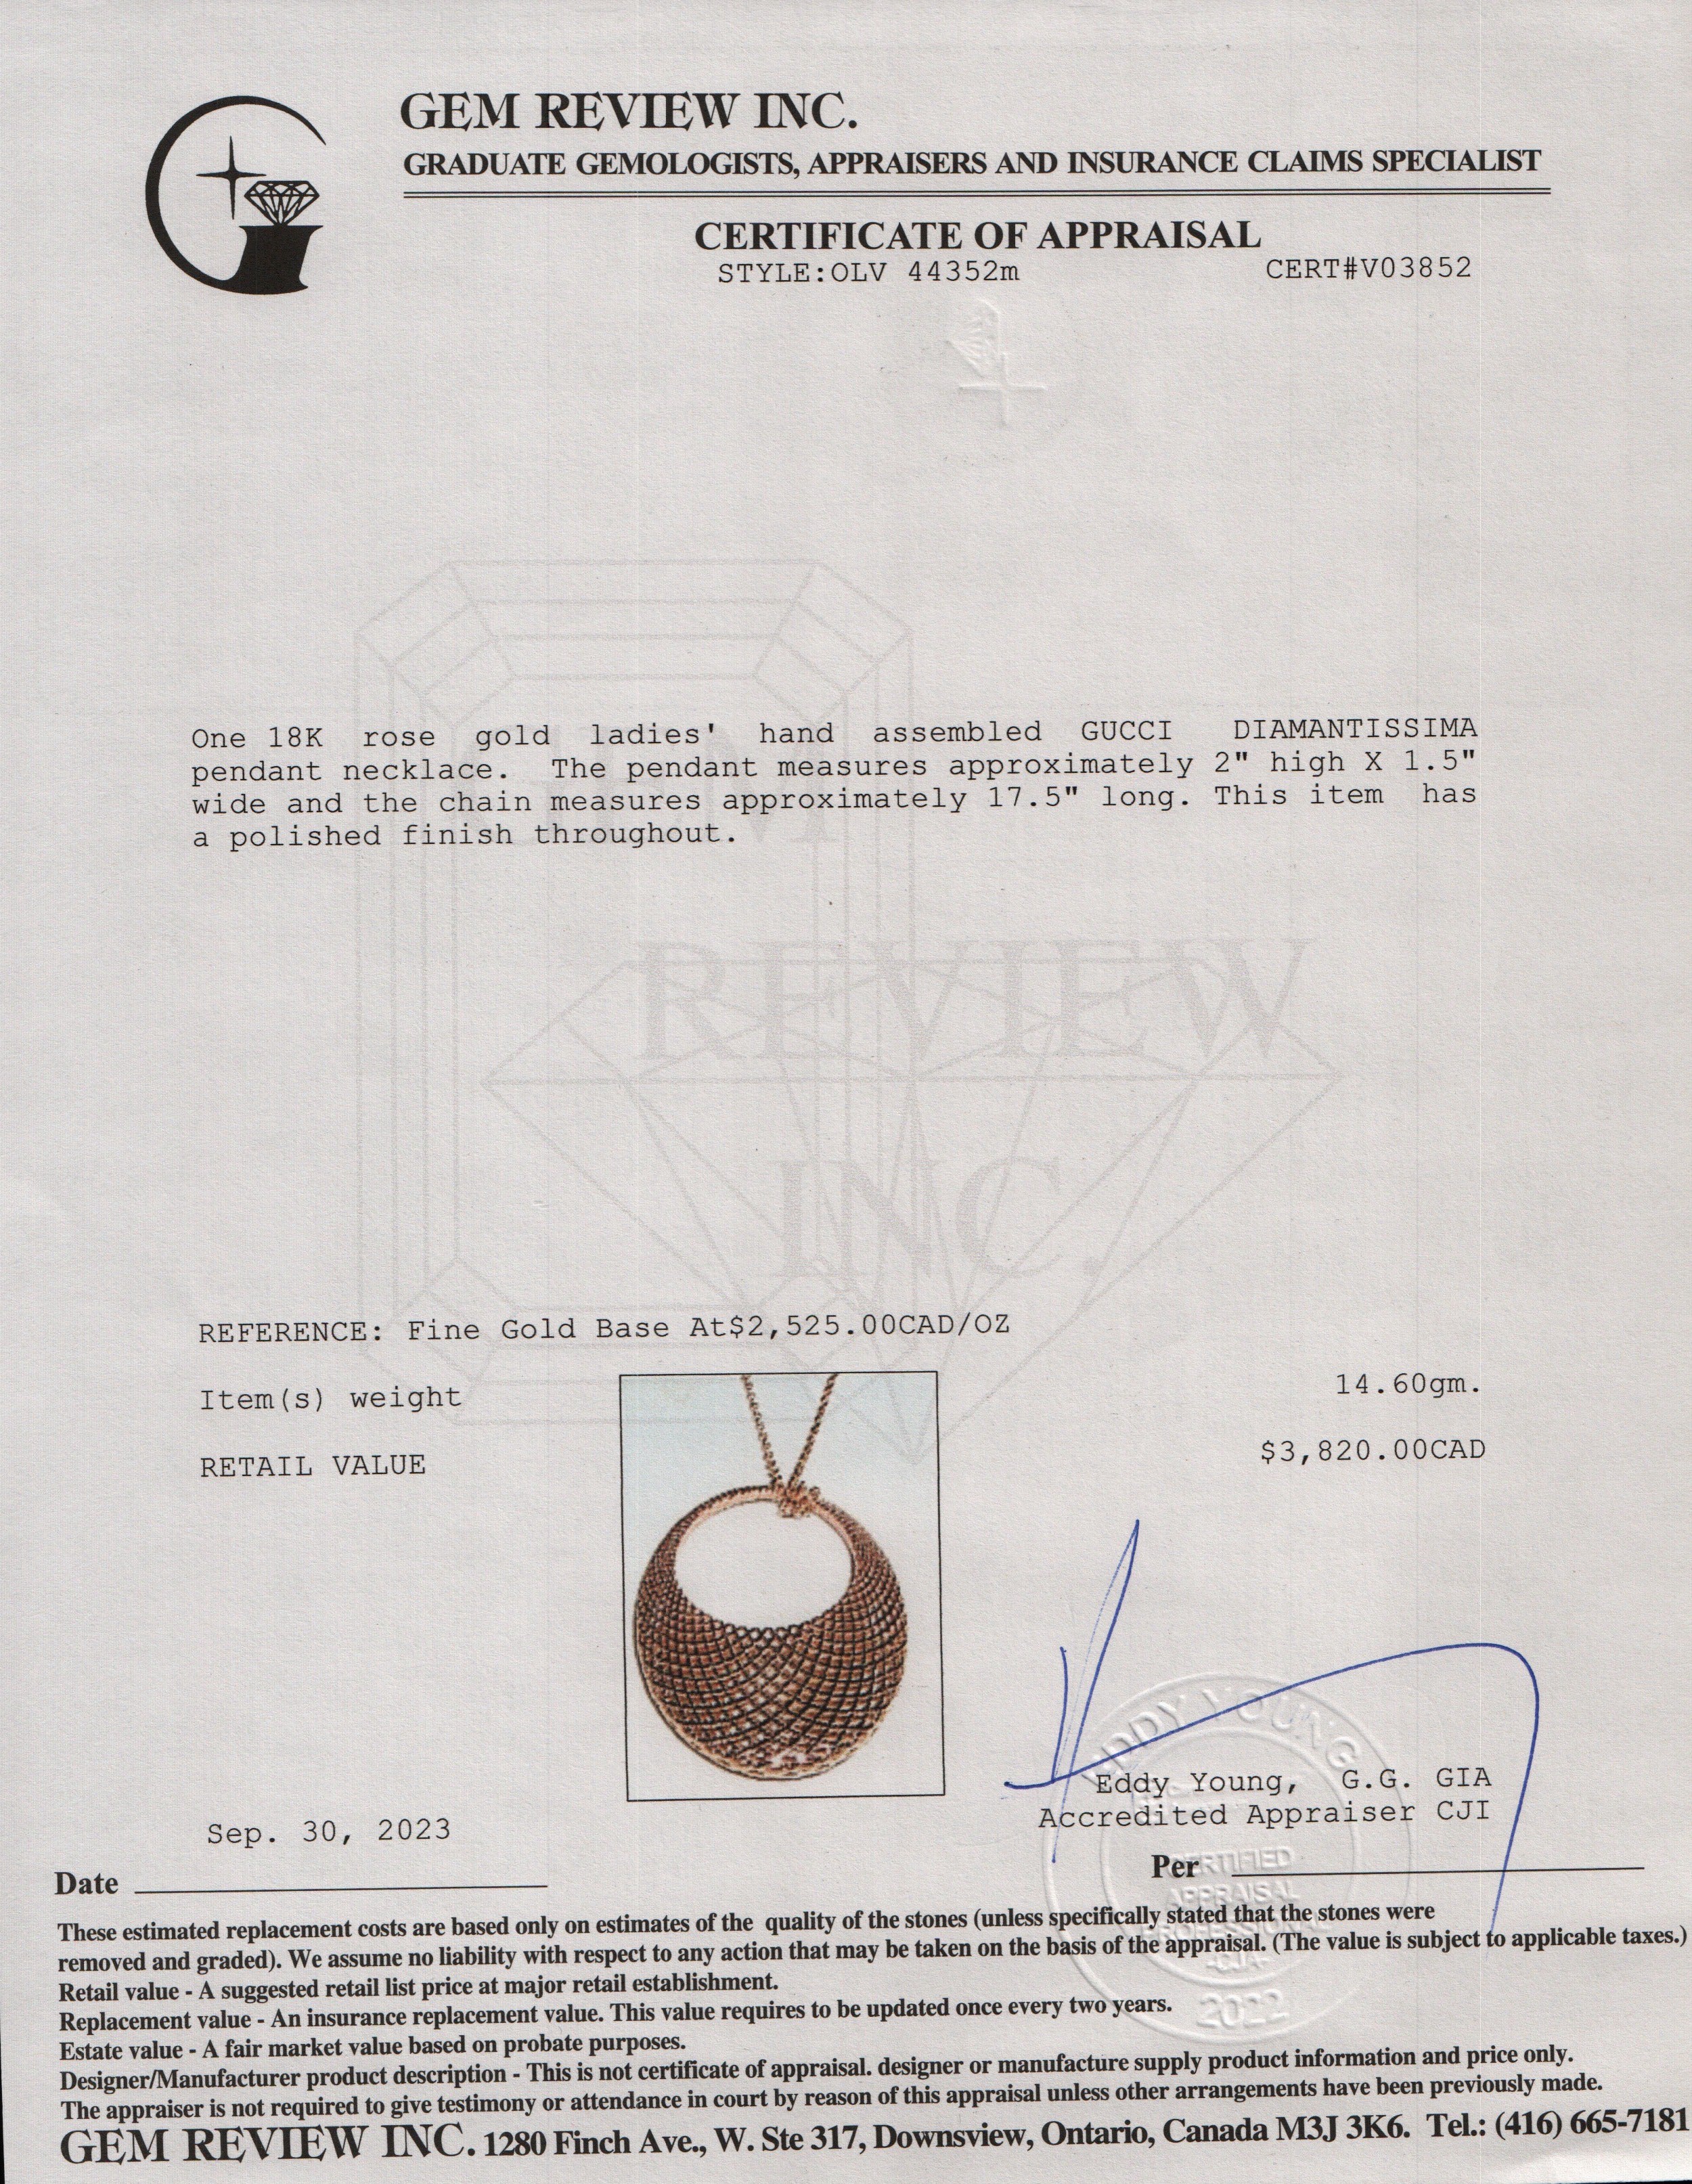 GEM REVIEW INC.
GRADUATE GEMOLOGISTS, APPRAISERS AND INSURANCE CLAIMS SPECIALIST
CERTIFICATE OF APPRAISAL
STYLE:OLV 44352m CERT#V03852
One 18K rose gold ladies' hand assembled GUCCI DIAMANTISSIMA
pendant necklace. The pendant measures approximately 2" high X 1.5"
wide and the chain measures approximately 17.5" long. This item has
a polished finish throughout.
REVIEW
INC.
REFERENCE: Fine Gold Base At$2,525.00CAD/OZ
Item(s) weight 14.60gm.
RETAIL VALUE $3,820.00CAD
EDDY YOUNG
Eddy Young, G.G. GIA
Accredited Appraiser CJI
Sep. 30, 2023
Date
Per
CERTIFIED
APPRAISAL
PROFESSIONAL
-CJA-
2022
These estimated replacement costs are based only on estimates of the quality of the stones (unless specifically stated that the stones were
removed and graded). We assume no liability with respect to any action that may be taken on the basis of the appraisal. (The value is subject to applicable taxes.)
Retail value - A suggested retail list price at major retail establishment.
Replacement value - An insurance replacement value. This value requires to be updated once every two years.
Estate value - A fair market value based on probate purposes.
Designer/Manufacturer product description - This is not certificate of appraisal. designer or manufacture supply product information and price only.
The appraiser is not required to give testimony or attendance in court by reason of this appraisal unless other arrangements have been previously made.
GEM REVIEW INC. 1280 Finch Ave., W. Ste 317, Downsview, Ontario, Canada M3J 3K6. Tel.: (416) 665-7181